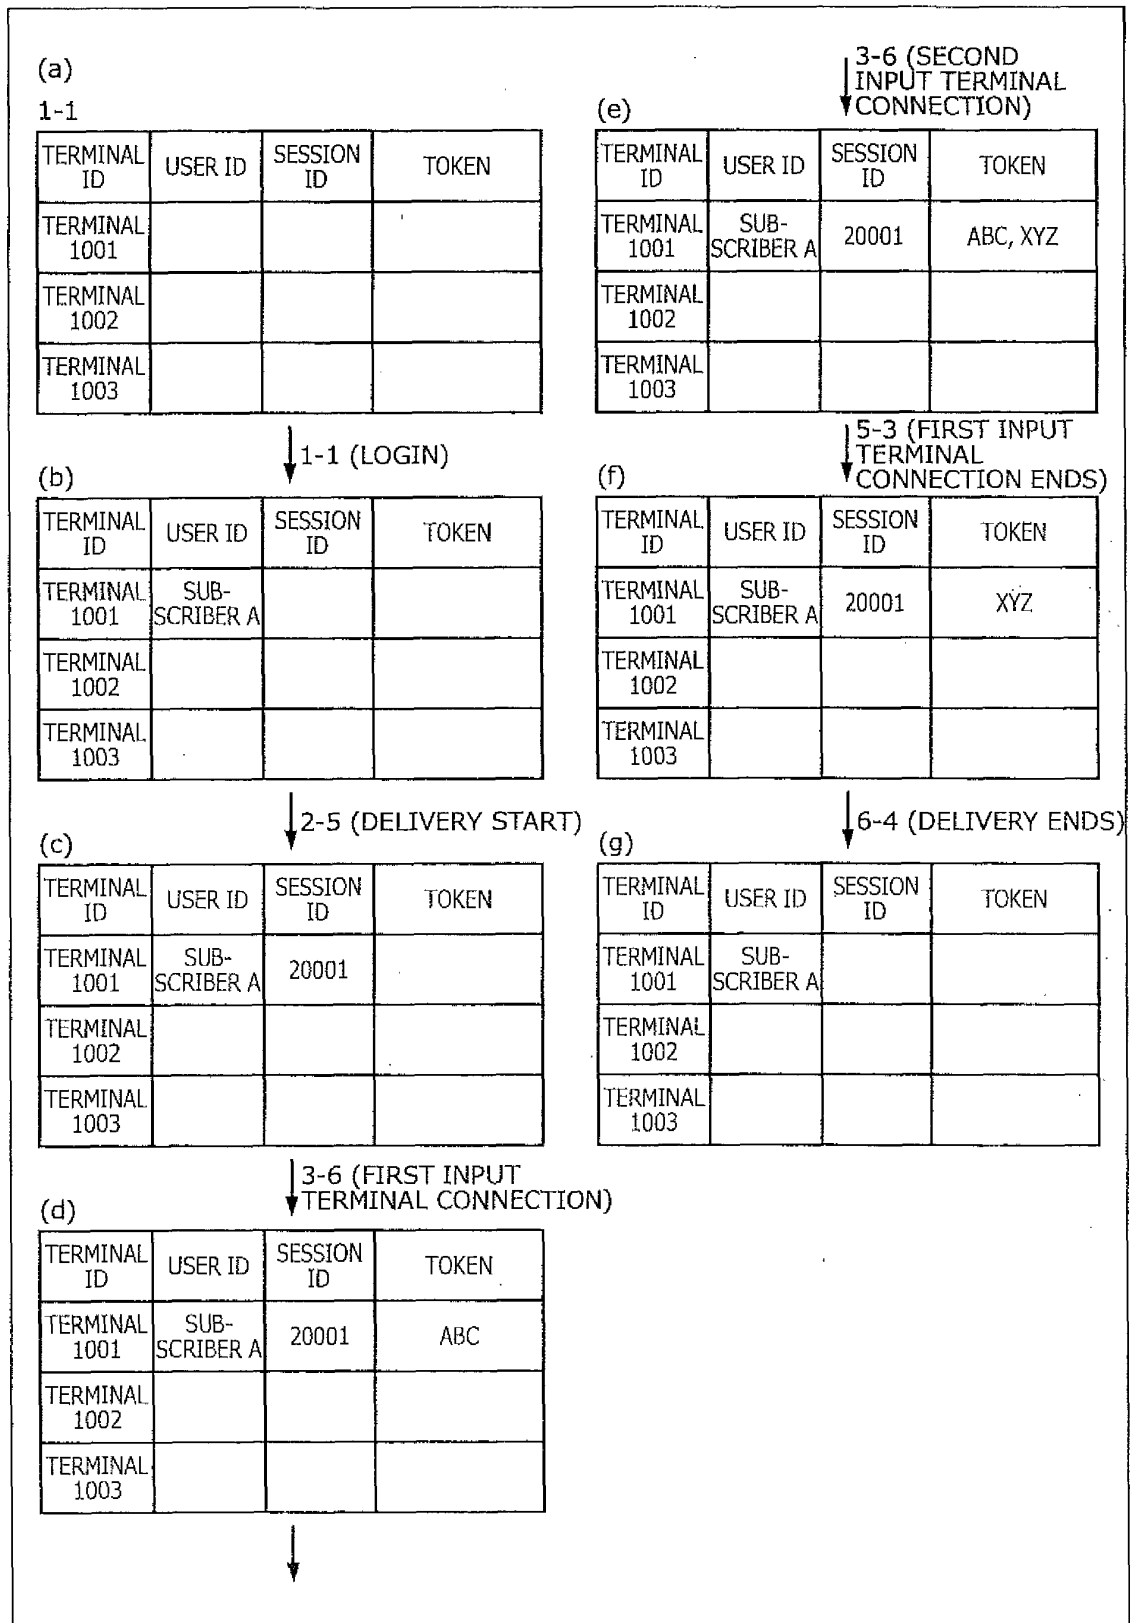 (a)
1-1
TERMINAL USER ID SESSION TOKEN
ID ID
TERMINAL
1001
TERMINAL
1002
TERMINAL
1003
1-1 (LOGIN)
(b)
TERMINAL USER ID SESSION TOKEN
ID ID
TERMINAL SUB-
1001 SCRIBER A
TERMINAL
1002
TERMINAL
1003
2-5 (DELIVERY START)
(c)
TERMINAL USER ID SESSION TOKEN
ID ID
TERMINAL SUB- 20001
1001 SCRIBER A
TERMINAL
1002
TERMINAL
1003
3-6 (FIRST INPUT
TERMINAL CONNECTION)
(d)
TERMINAL USER ID SESSION TOKEN
ID ID
TERMINAL SUB- 20001 ABC
1001 SCRIBER A
TERMINAL
1002
TERMINAL
1003
3-6 (SECOND
INPUT TERMINAL
CONNECTION)
(e)
TERMINAL USER ID SESSION TOKEN
ID ID
TERMINAL SUB- 20001 ABC, XYZ
1001 SCRIBER A
TERMINAL
1002
TERMINAL
1003
5-3 (FIRST INPUT
TERMINAL
CONNECTION ENDS)
(f)
TERMINAL USER ID SESSION TOKEN
ID ID
TERMINAL SUB- 20001 XYZ
1001 SCRIBER A
TERMINAL
1002
TERMINAL
1003
6-4 (DELIVERY ENDS)
(g)
TERMINAL USER ID SESSION TOKEN
ID ID
TERMINAL SUB-
1001 SCRIBER A
TERMINAL
1002
TERMINAL
1003